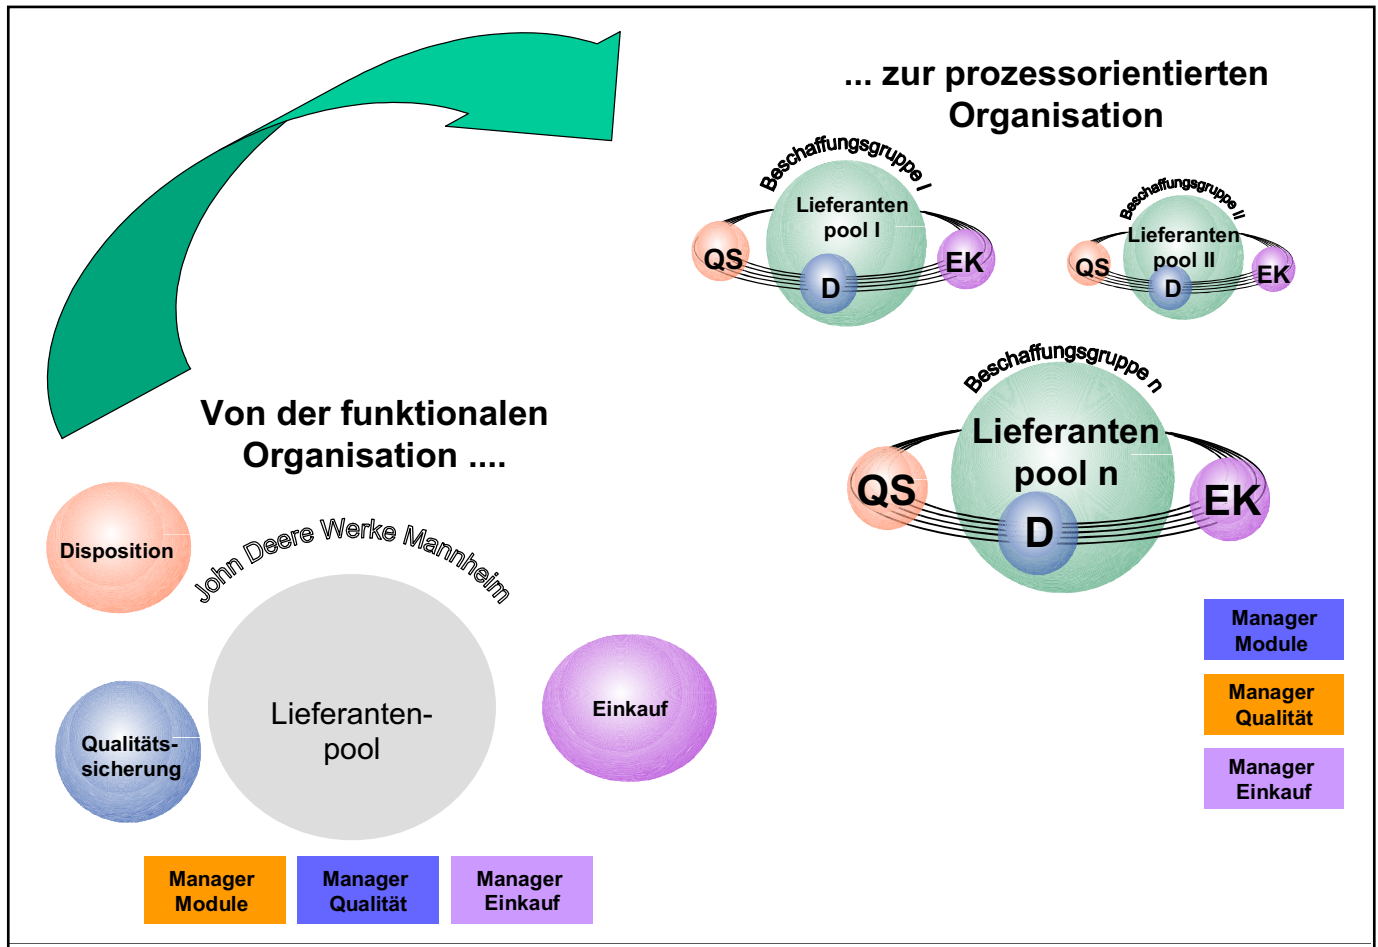 ... zur prozessorientierten
Organisation
Beschaffungsgruppe I
Lieferanten
pool I
QS
D
EK
Beschaffungsgruppe II
Lieferanten
pool II
QS
D
EK
Beschaffungsgruppe n
Lieferanten
pool n
QS
D
EK
Von der funktionalen
Organisation ....
John Deere Werke Mannheim
Disposition
Qualitäts-
sicherung
Lieferanten-
pool
Einkauf
Manager
Module
Manager
Qualität
Manager
Einkauf
Manager
Module
Manager
Qualität
Manager
Einkauf